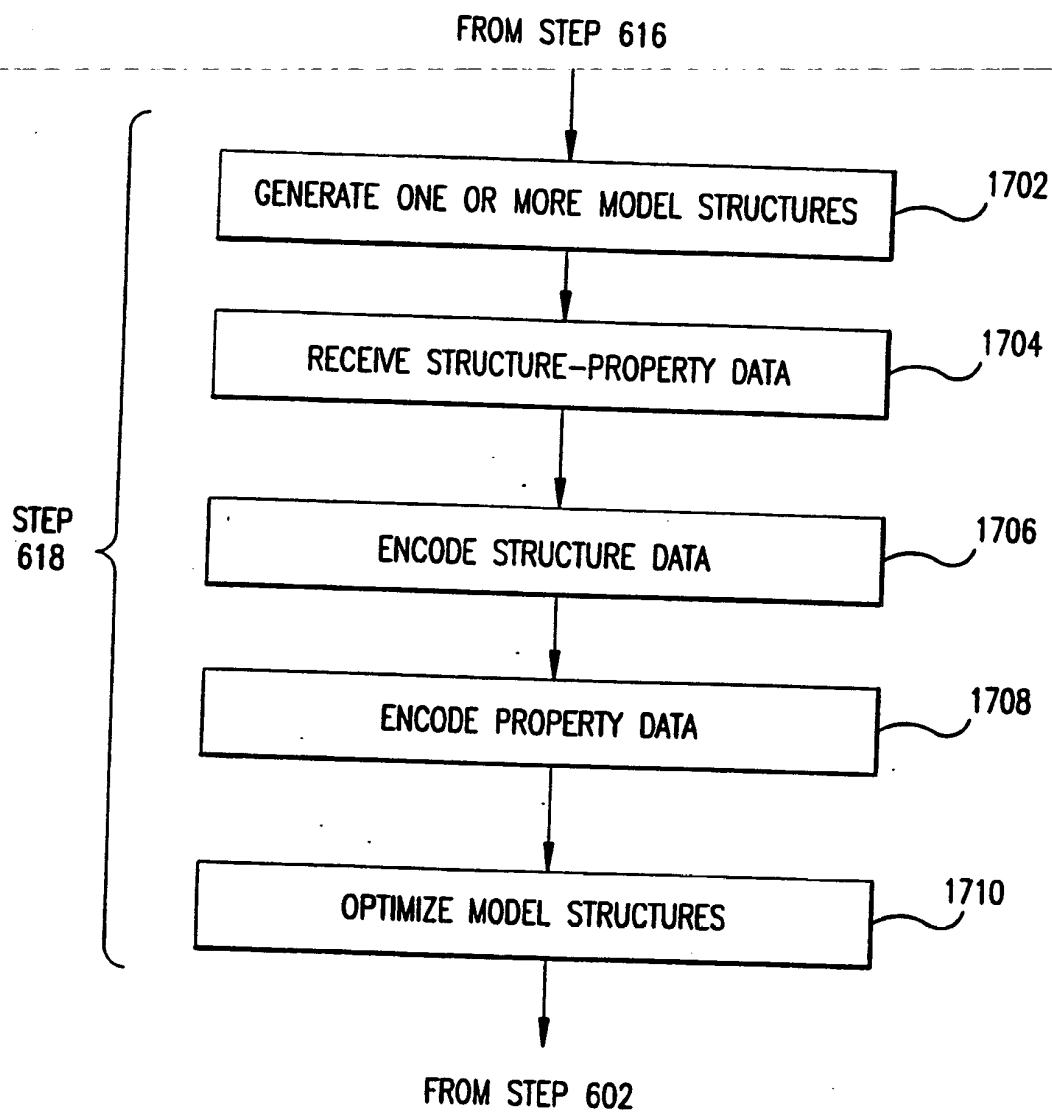 FROM STEP 616
GENERATE ONE OR MORE MODEL STRUCTURES
1702
RECEIVE STRUCTURE-PROPERTY DATA
1704
STEP
618
ENCODE STRUCTURE DATA
1706
ENCODE PROPERTY DATA
1708
OPTIMIZE MODEL STRUCTURES
1710
FROM STEP 602